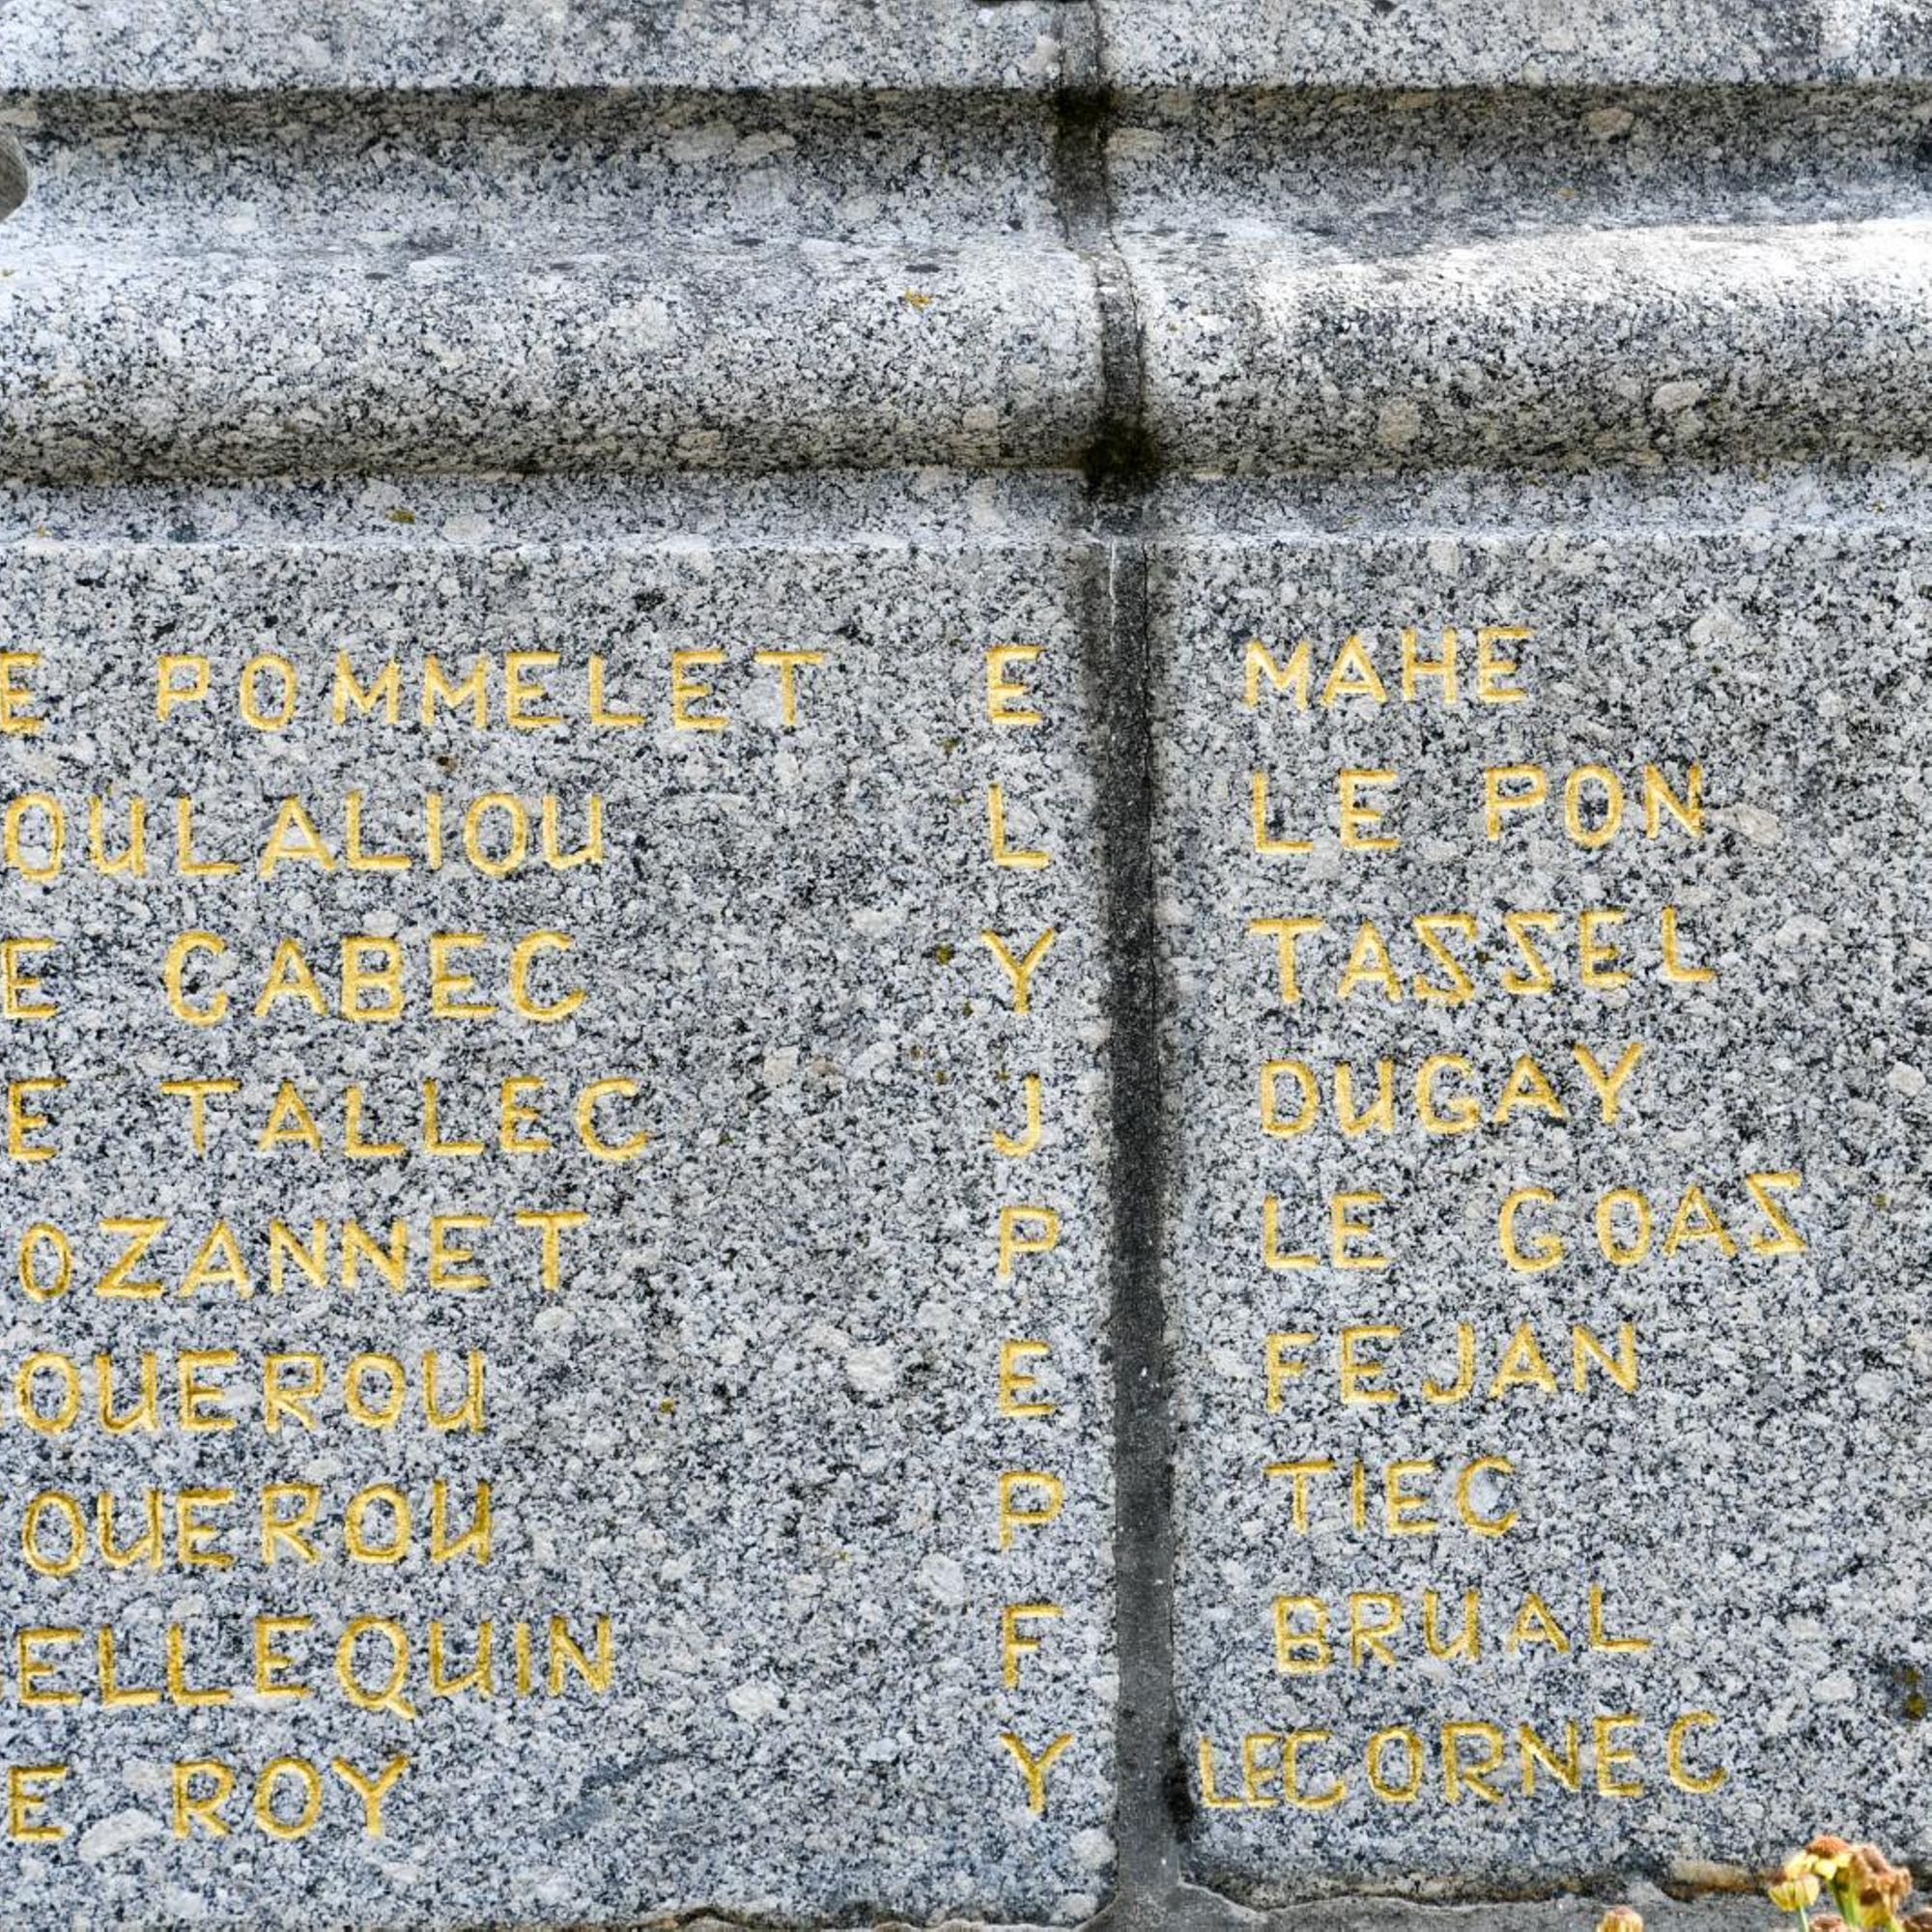 E POMMELET E MAHE
OULALIOU L LE PON
E CABEC Y TASSEL
E TALLEC J DUGAY
OZANNET P LE GOAS
OUEROU E FEJAN
OUEROU P TIEC
ELLEQUIN F BRUAL
E ROY Y LECORNEC